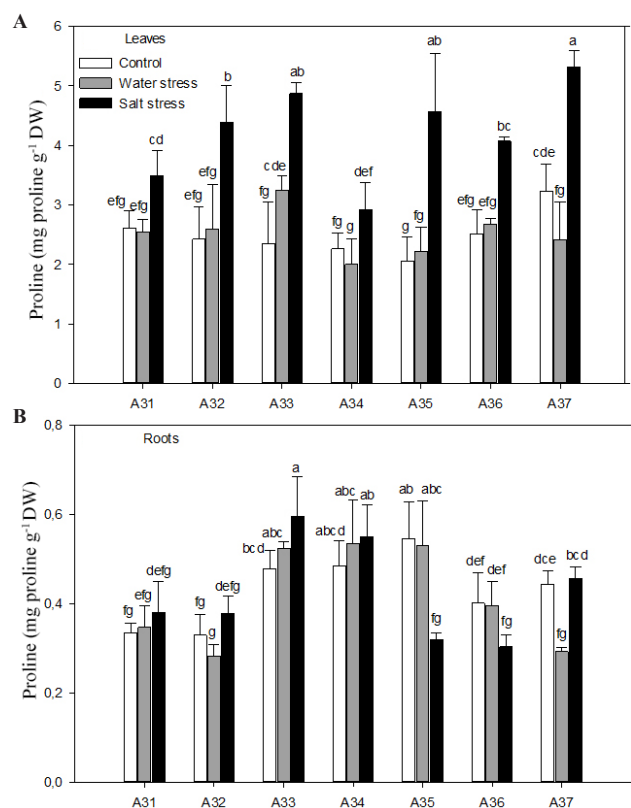 A
Leaves
Control
Water stress
Salt stress
Proline (mg proline g⁻¹ DW)
6
5
4
3
2
1
0
efg efg cd
efg efg b
fg cde ab
fg g def
g fg ab
efg efg bc
cde fg a
A31 A32 A33 A34 A35 A36 A37
B
Roots
Proline (mg proline g⁻¹ DW)
0,8
0,6
0,4
0,2
0,0
fg efg defg
fg g defg
bcd abc a
abcd abc ab
ab abc fg
def def fg
dce fg bcd
A31 A32 A33 A34 A35 A36 A37